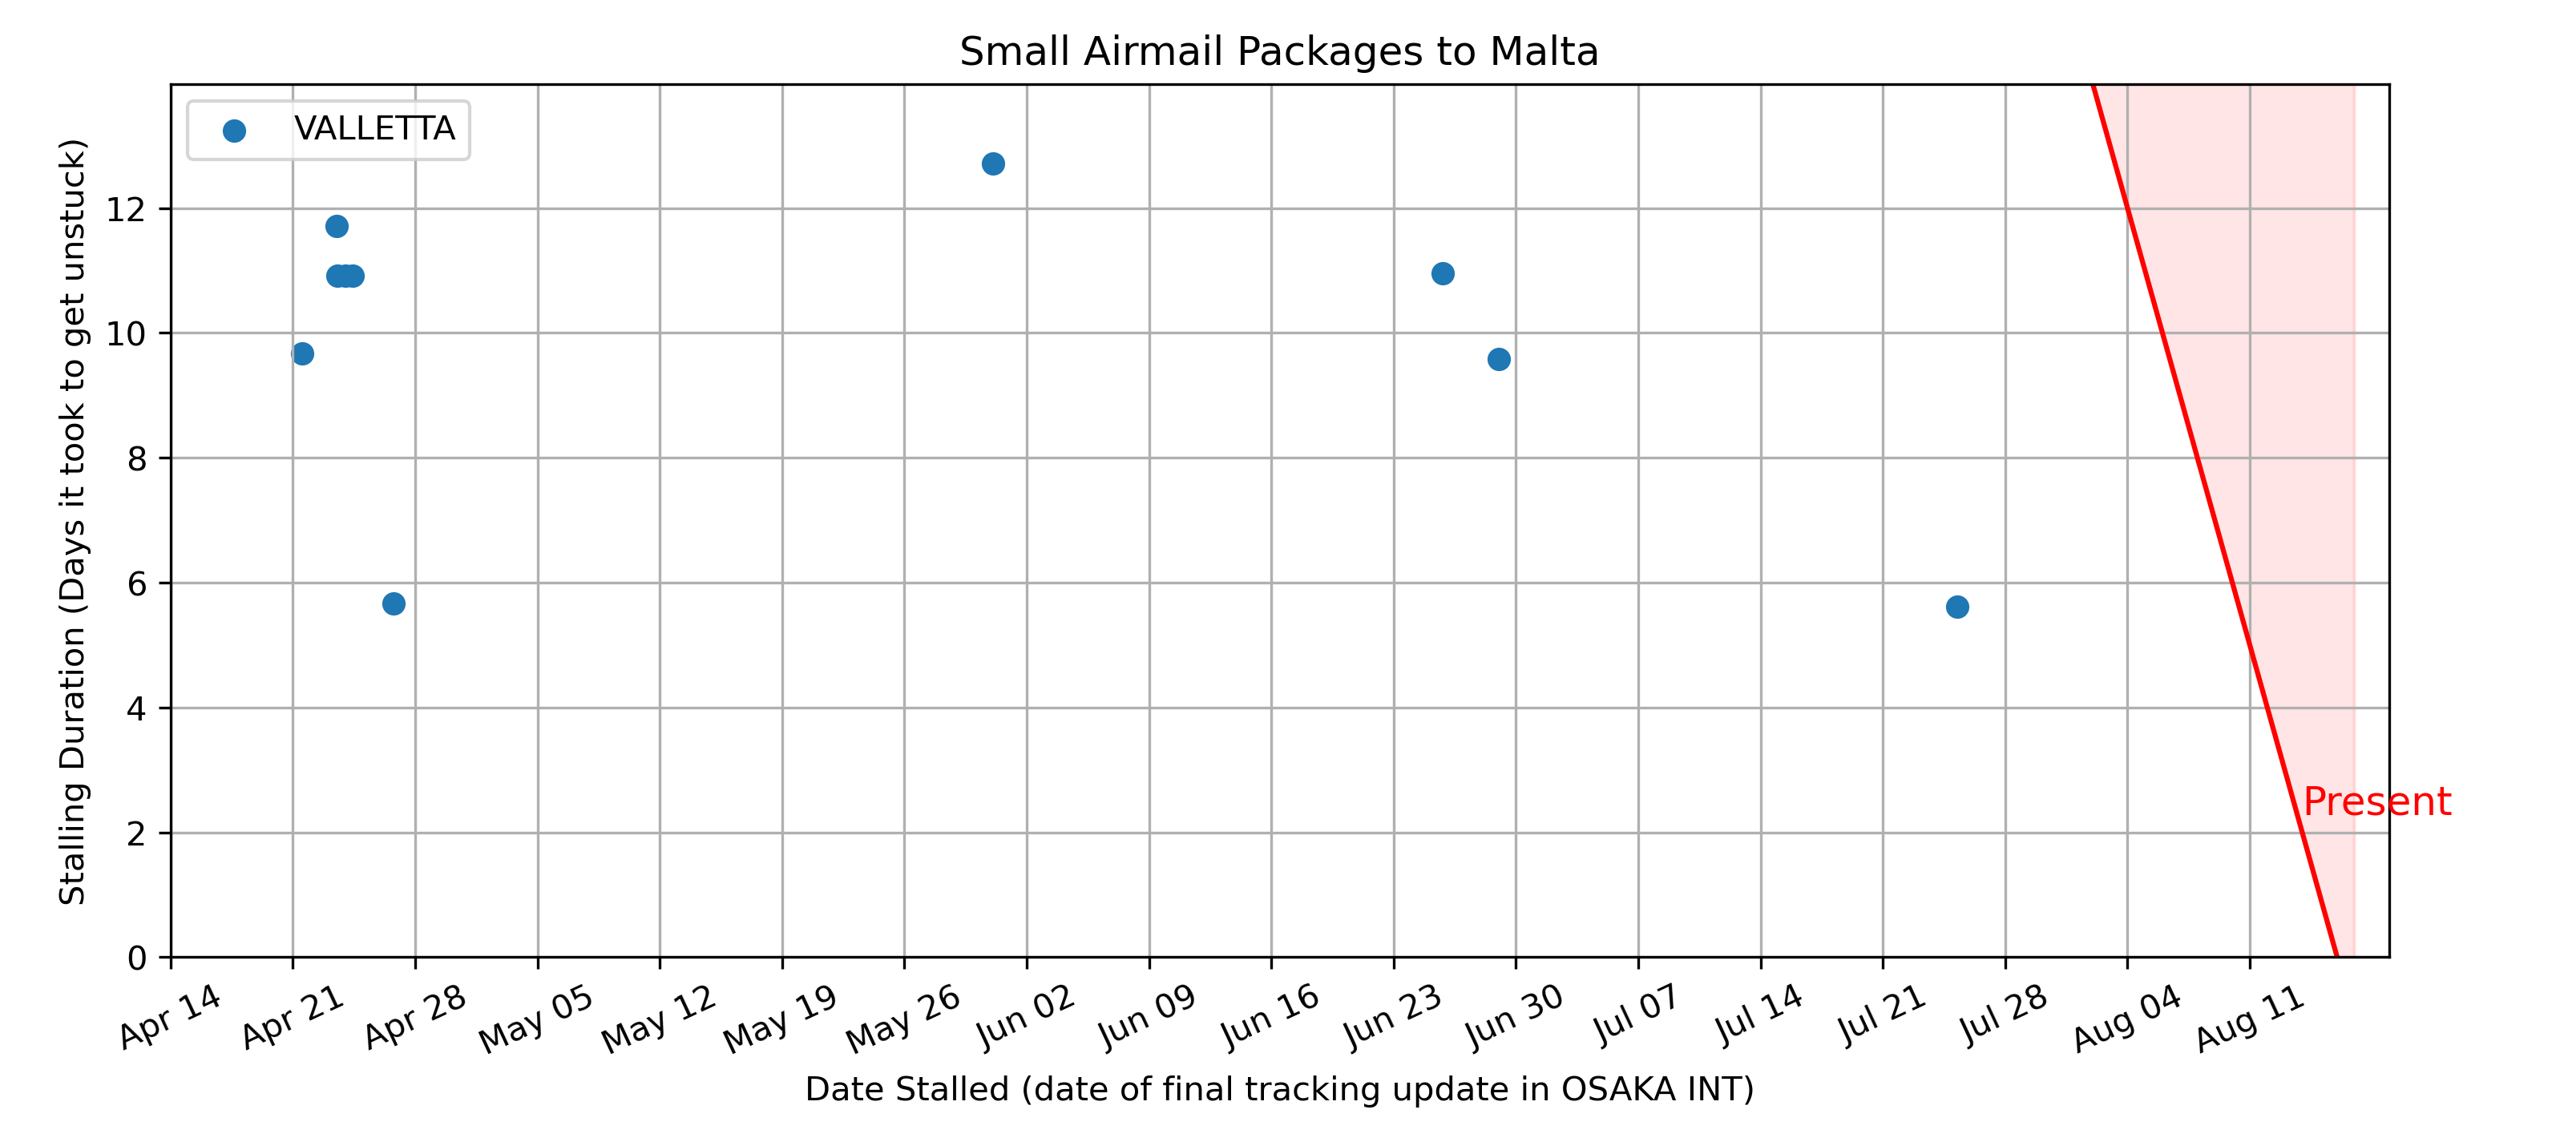 Small Airmail Packages to Malta
VALLETTA
Stalling Duration (Days it took to get unstuck)
12
10
8
6
4
2
0
Present
Apr 14
Apr 21
Apr 28
May 05
May 12
May 19
May 26
Jun 02
Jun 09
Jun 16
Jun 23
Jun 30
Jul 07
Jul 14
Jul 21
Jul 28
Aug 04
Aug 11
Date Stalled (date of final tracking update in OSAKA INT)